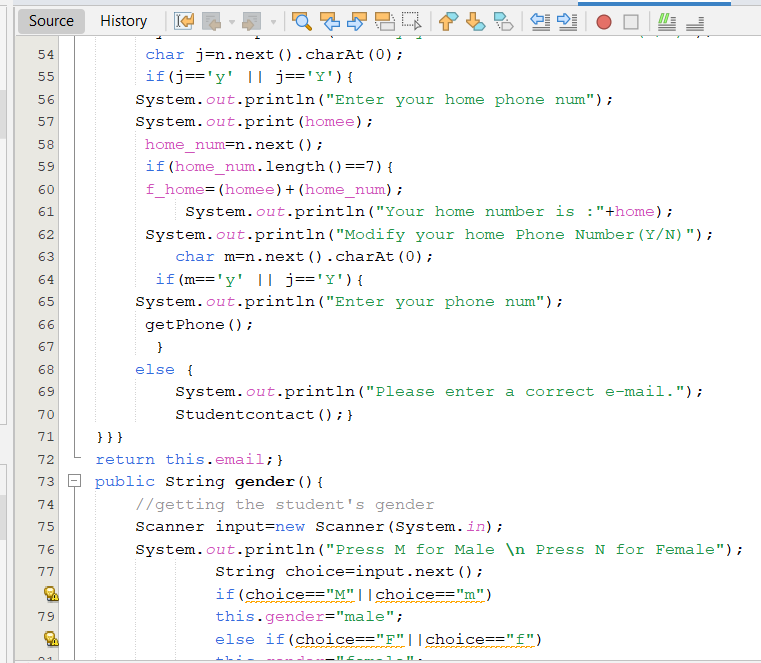 Source History
54 char j=n.next().charAt(0);
55 if(j=='y' || j=='Y'){
56 System.out.println("Enter your home phone num");
57 System.out.print(homee);
58 home_num=n.next();
59 if(home_num.length()==7){
60 f_home=(homee)+(home_num);
61 System.out.println("Your home number is :"+home);
62 System.out.println("Modify your home Phone Number(Y/N)");
63 char m=n.next().charAt(0);
64 if(m=='y' || j=='Y'){
65 System.out.println("Enter your phone num");
66 getPhone();
67 }
68 else {
69 System.out.println("Please enter a correct e-mail.");
70 Studentcontact();}
71 }}}
72 return this.email;}
73 public String gender(){
74 //getting the student's gender
75 Scanner input=new Scanner(System.in);
76 System.out.println("Press M for Male \n Press N for Female");
77 String choice=input.next();
if(choice=="M"||choice=="m")
79 this.gender="male";
else if(choice=="F"||choice=="f")